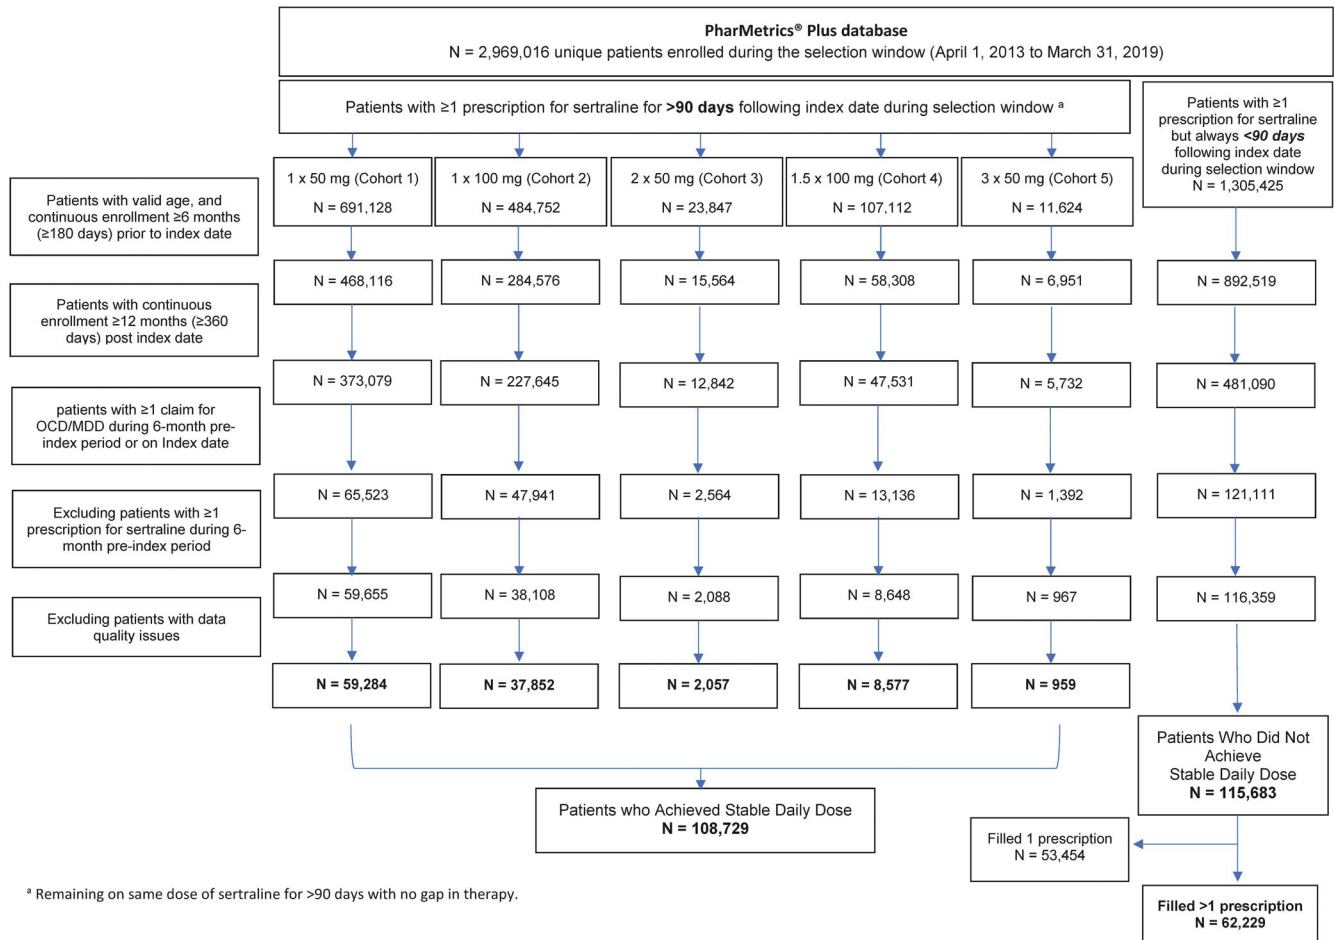 PharMetrics® Plus database
N = 2,969,016 unique patients enrolled during the selection window (April 1, 2013 to March 31, 2019)
Patients with ≥1 prescription for sertraline for >90 days following index date during selection window ª
Patients with ≥1
prescription for sertraline
but always <90 days
following index date
during selection window
N = 1,305,425
1 x 50 mg (Cohort 1)
N = 691,128
1 x 100 mg (Cohort 2)
N = 484,752
2 x 50 mg (Cohort 3)
N = 23,847
1.5 x 100 mg (Cohort 4)
N = 107,112
3 x 50 mg (Cohort 5)
N = 11,624
Patients with valid age, and
continuous enrollment ≥6 months
(≥180 days) prior to index date
N = 468,116
N = 284,576
N = 15,564
N = 58,308
N = 6,951
N = 892,519
Patients with continuous
enrollment ≥12 months (≥360
days) post index date
N = 373,079
N = 227,645
N = 12,842
N = 47,531
N = 5,732
N = 481,090
patients with ≥1 claim for
OCD/MDD during 6-month pre-
index period or on Index date
N = 65,523
N = 47,941
N = 2,564
N = 13,136
N = 1,392
N = 121,111
Excluding patients with ≥1
prescription for sertraline during 6-
month pre-index period
N = 59,655
N = 38,108
N = 2,088
N = 8,648
N = 967
N = 116,359
Excluding patients with data
quality issues
N = 59,284
N = 37,852
N = 2,057
N = 8,577
N = 959
Patients Who Did Not
Achieve
Stable Daily Dose
N = 115,683
Patients who Achieved Stable Daily Dose
N = 108,729
Filled 1 prescription
N = 53,454
Filled >1 prescription
N = 62,229
ª Remaining on same dose of sertraline for >90 days with no gap in therapy.